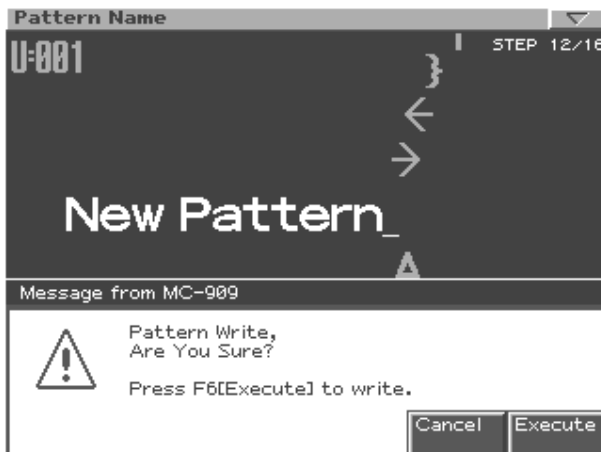 Pattern Name
U:001
STEP 12/16
}
←
→
New Pattern_
A
Message from MC-909
Pattern Write,
Are You Sure?
Press F6[Execute] to write.
Cancel Execute